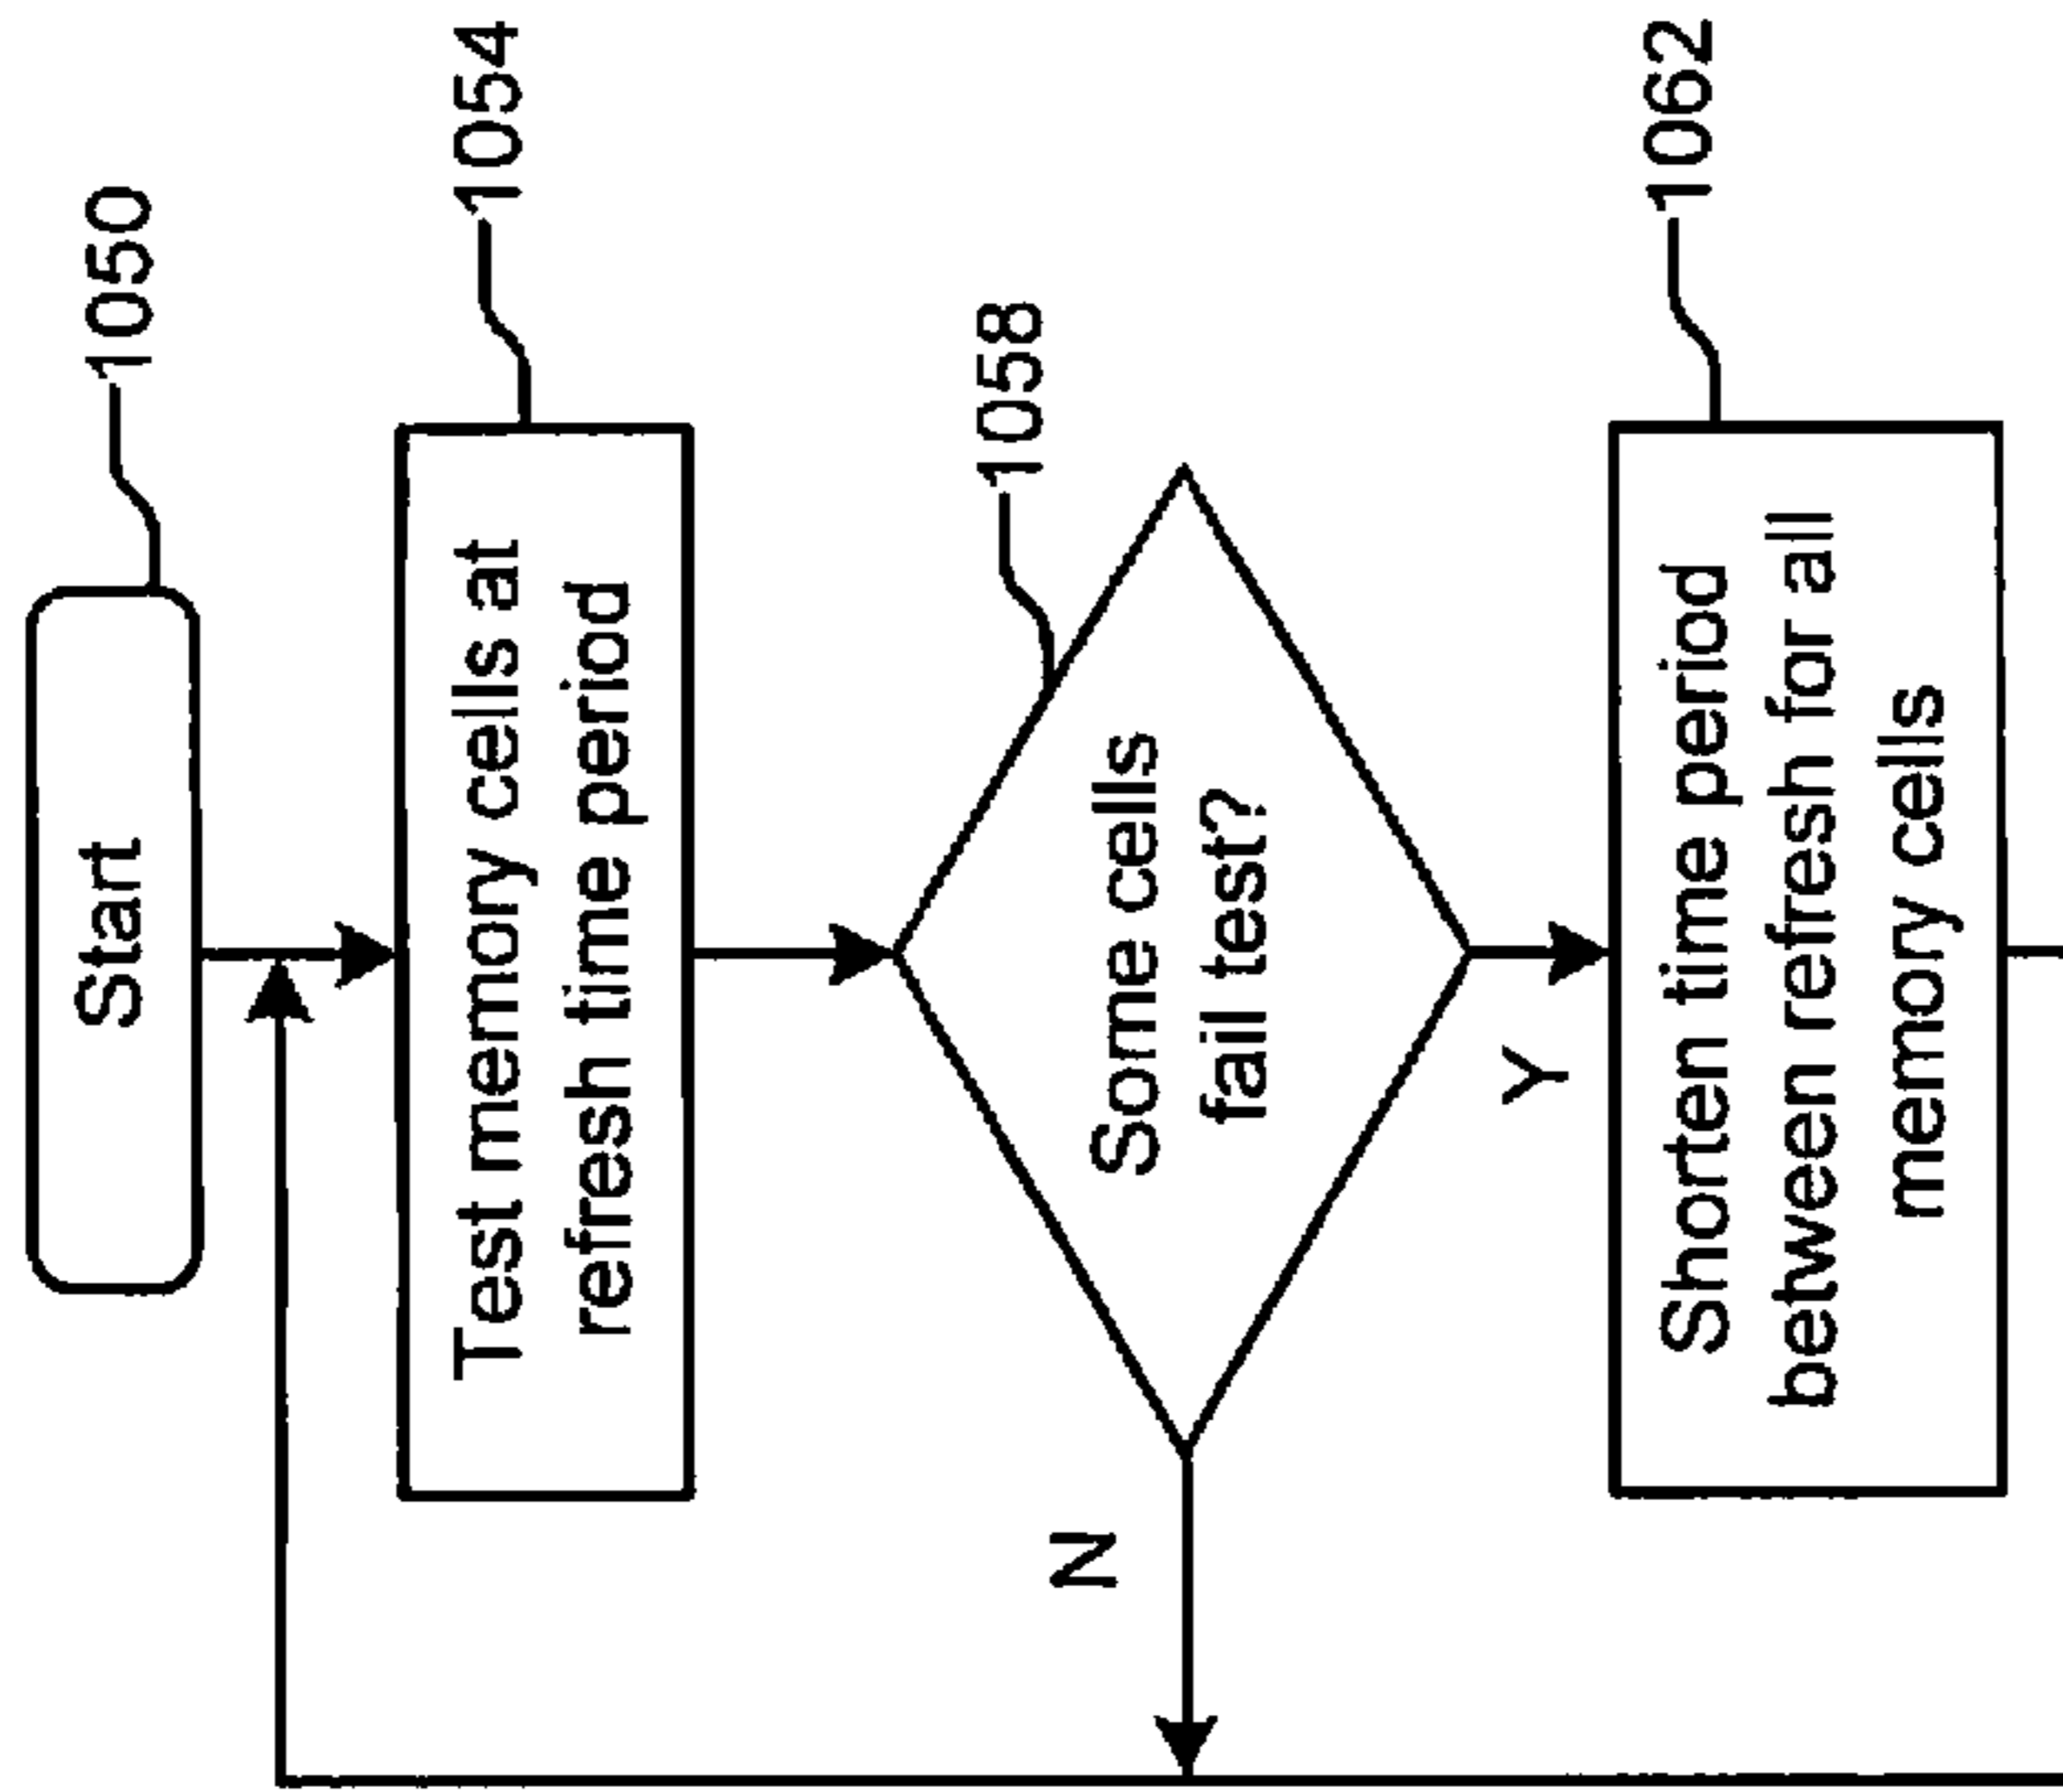 Start
1050
Test memory cells at
refresh time period
1054
Some cells
fail test?
1058
N
Y
Shorten time period
between refresh for all
memory cells
1062